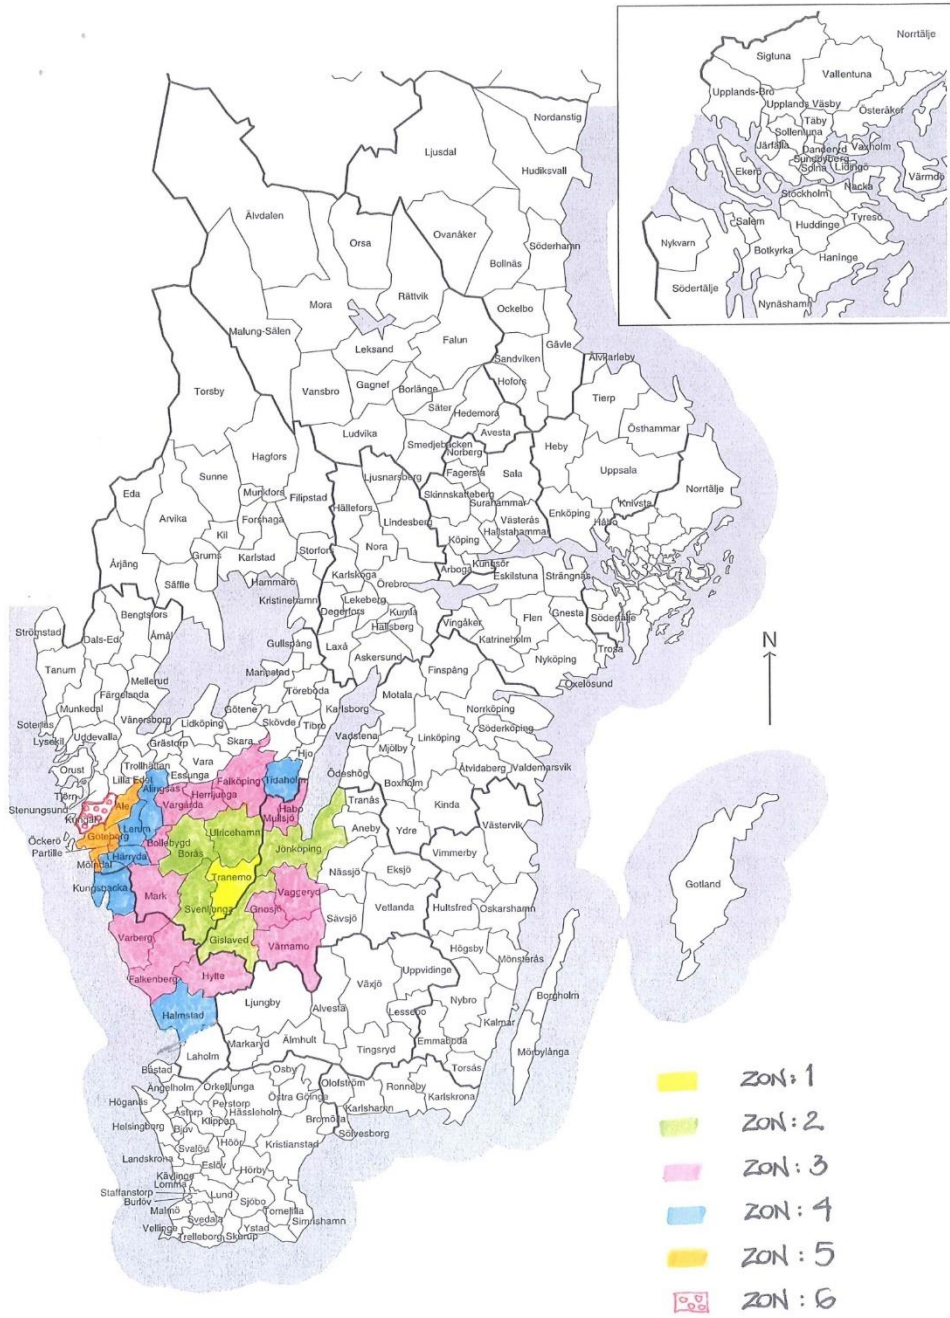 Norrtälje
Sigtuna
Vallentuna
Upplands-Bro
Upplands Väsby
Österåker
Täby
Sollentuna
Järfälla
Danderyd
Vaxholm
Sundbyberg
Solna
Lidingö
Ekerö
Värmdö
Stockholm
Nacka
Salem
Huddinge
Tyresö
Nykvarn
Botkyrka
Haninge
Södertälje
Nynäshamn
Nordanstig
Ljusdal
Hudiksvall
Älvdalen
Orsa
Ovanåker
Söderhamn
Bollnäs
Mora
Rättvik
Ockelbo
Malung-Sälen
Leksand
Falun
Gävle
Sandviken
Älvkarleby
Torsby
Vansbro
Gagnef
Borlänge
Hofors
Tierp
Säter
Hedemora
Östhammar
Ludvika
Smedjebacken
Avesta
Norberg
Heby
Hagfors
Sunne
Ljusnarsberg
Fagersta
Sala
Uppsala
Eda
Munkfors
Filipstad
Hällefors
Skinnskatteberg
Surahammar
Norrtälje
Arvika
Forshaga
Lindesberg
Västerås
Enköping
Knivsta
Håbo
Kil
Hallstahammar
Grums
Karlstad
Storfors
Nora
Köping
Årjäng
Säffle
Hammarö
Karlskoga
Örebro
Arboga
Kungsör
Eskilstuna
Strängnäs
Kristinehamn
Lekeberg
Degerfors
Kumla
Hallsberg
Vingåker
Flen
Gnesta
Södertälje
Bengtsfors
Strömstad
Dals-Ed
Åmål
Gullspång
Laxå
Askersund
Katrineholm
Nyköping
Trosa
Tanum
Mellerud
Mariestad
Finspång
Oxelösund
Färgelanda
Munkedal
Töreboda
Karlsborg
Motala
Norrköping
Sotenäs
Vänersborg
Lidköping
Götene
Skövde
Tibro
Söderköping
Lysekil
Uddevalla
Grästorp
Skara
Vadstena
Linköping
Mjölby
Trollhättan
Vara
Hjo
Åtvidaberg
Valdemarsvik
Orust
Lilla Edet
Essunga
Falköping
Tidaholm
Ödeshög
Boxholm
Tjörn
Alingsås
Herrljunga
Habo
Tranås
Kinda
Stenungsund
Ale
Vårgårda
Mullsjö
Västervik
Kungälv
Lerum
Ulricehamn
Aneby
Ydre
Öckerö
Göteborg
Bollebygd
Jönköping
Vimmerby
Partille
Härryda
Borås
Mölndal
Tranemo
Nässjö
Eksjö
Kungsbacka
Mark
Vaggeryd
Gotland
Svenljunga
Gnosjö
Vetlanda
Hultsfred
Oskarshamn
Sävsjö
Varberg
Gislaved
Värnamo
Högsby
Mönsterås
Falkenberg
Hylte
Uppvidinge
Växjö
Borgholm
Ljungby
Nybro
Halmstad
Alvesta
Lessebo
Kalmar
Markaryd
Älmhult
Emmaboda
Mörbylånga
Laholm
Tingsryd
Torsås
Båstad
Osby
Olofström
Ronneby
Ängelholm
Örkelljunga
Östra Göinge
Karlshamn
Karlskrona
Höganäs
Perstorp
Hässleholm
Bromölla
Helsingborg
Åstorp
Klippan
Sölvesborg
Bjuv
Höör
Kristianstad
Landskrona
Svalöv
Eslöv
Hörby
Kävlinge
Lomma
Staffanstorp
Lund
Sjöbo
Burlöv
Malmö
Tomelilla
Svedala
Simrishamn
Vellinge
Trelleborg
Skurup
Ystad
N
ZON: 1
ZON: 2
ZON: 3
ZON: 4
ZON: 5
ZON: 6